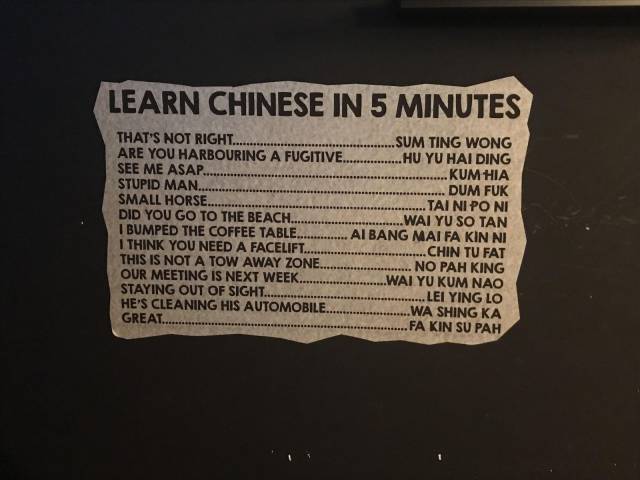 LEARN CHINESE IN 5 MINUTES
THAT'S NOT RIGHT..............................SUM TING WONG
ARE YOU HARBOURING A FUGITIVE..............HU YU HAI DING
SEE ME ASAP..............................KUM HIA
STUPID MAN..............................DUM FUK
SMALL HORSE..............................TAI NI PO NI
DID YOU GO TO THE BEACH....................WAI YU SO TAN
I BUMPED THE COFFEE TABLE............AI BANG MAI FA KIN NI
I THINK YOU NEED A FACELIFT....................CHIN TU FAT
THIS IS NOT A TOW AWAY ZONE....................NO PAH KING
OUR MEETING IS NEXT WEEK....................WAI YU KUM NAO
STAYING OUT OF SIGHT..............................LEI YING LO
HE'S CLEANING HIS AUTOMOBILE....................WA SHING KA
GREAT........................................FA KIN SU PAH